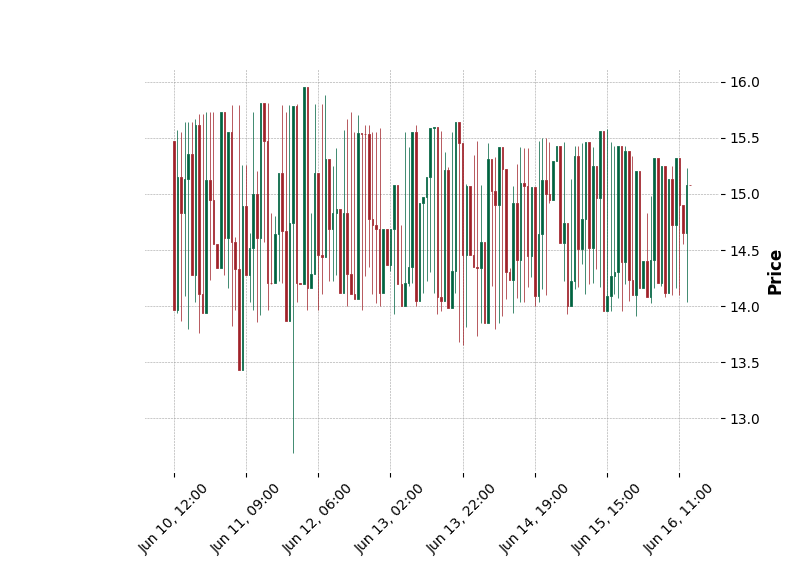 16.0
15.5
15.0
14.5
14.0
13.5
13.0
Price
Jun 10, 12:00
Jun 11, 09:00
Jun 12, 06:00
Jun 13, 02:00
Jun 13, 22:00
Jun 14, 19:00
Jun 15, 15:00
Jun 16, 11:00